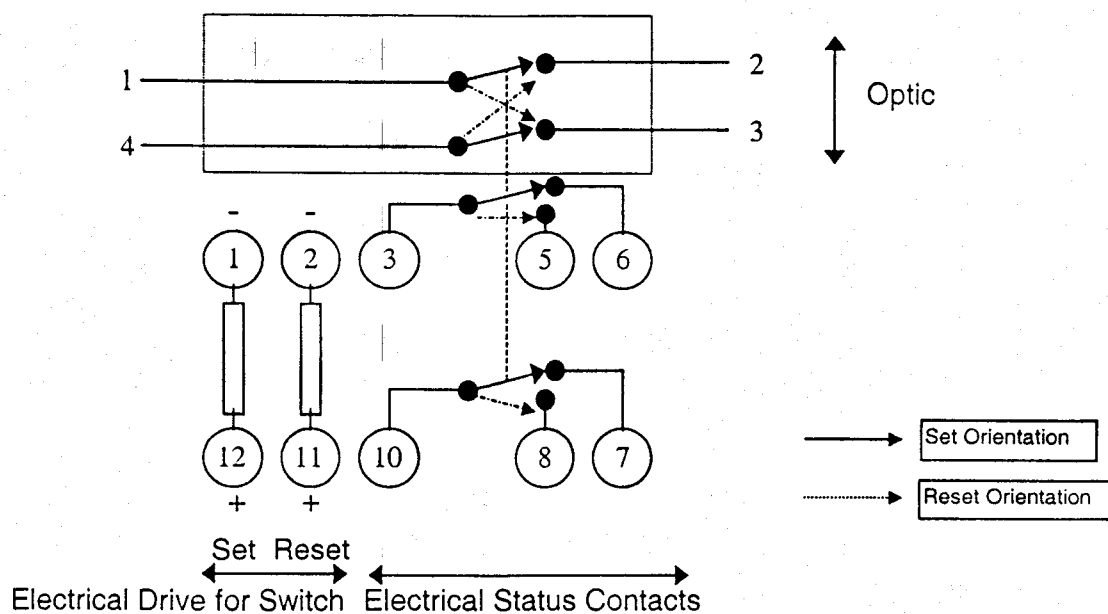 1
2
Optic
4
3
- -
1 2 3 5 6
12 11 10 8 7
+ +
Set Orientation
Reset Orientation
Set Reset
Electrical Drive for Switch Electrical Status Contacts